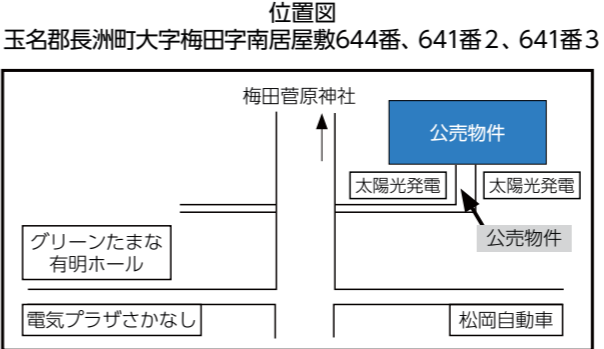 位置図
玉名郡長洲町大字梅田字南居屋敷644番、641番2、641番3
梅田菅原神社
公売物件
太陽光発電
太陽光発電
公売物件
グリーンたまな
有明ホール
電気プラザさかなし
松岡自動車